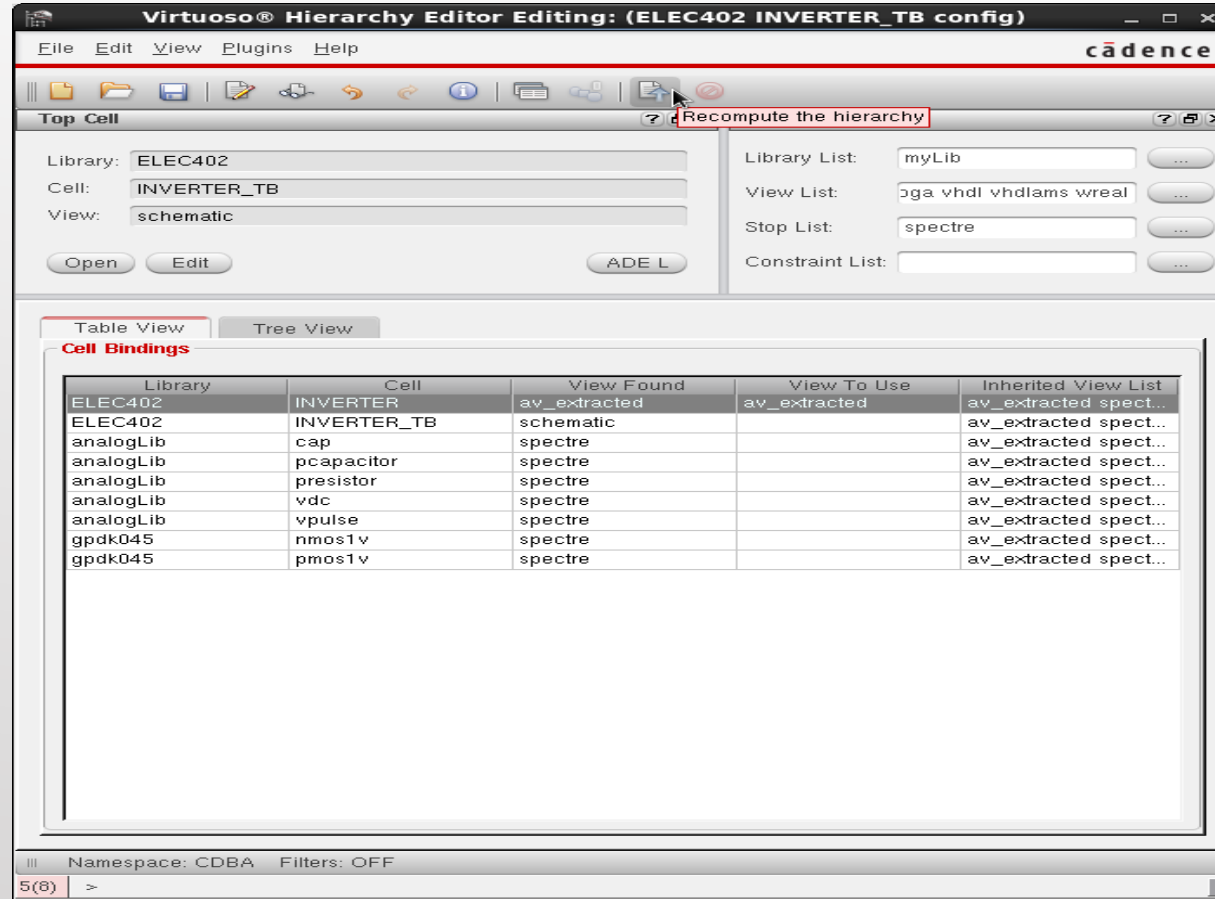 Virtuoso® Hierarchy Editor Editing: (ELEC402 INVERTER_TB config)
File Edit View Plugins Help
cādence
Recompute the hierarchy
Top Cell
Library: ELEC402
Cell: INVERTER_TB
View: schematic
Open Edit ADE L
Library List: myLib ...
View List: vhdl vhdlams wreal ...
Stop List: spectre ...
Constraint List: ...
Table View Tree View
Cell Bindings
Library Cell View Found View To Use Inherited View List
ELEC402 INVERTER av_extracted av_extracted av_extracted spect...
ELEC402 INVERTER_TB schematic av_extracted spect...
analogLib cap spectre av_extracted spect...
analogLib pcapacitor spectre av_extracted spect...
analogLib presistor spectre av_extracted spect...
analogLib vdc spectre av_extracted spect...
analogLib vpulse spectre av_extracted spect...
gpdk045 nmos1v spectre av_extracted spect...
gpdk045 pmos1v spectre av_extracted spect...
Namespace: CDBA Filters: OFF
5(8) >